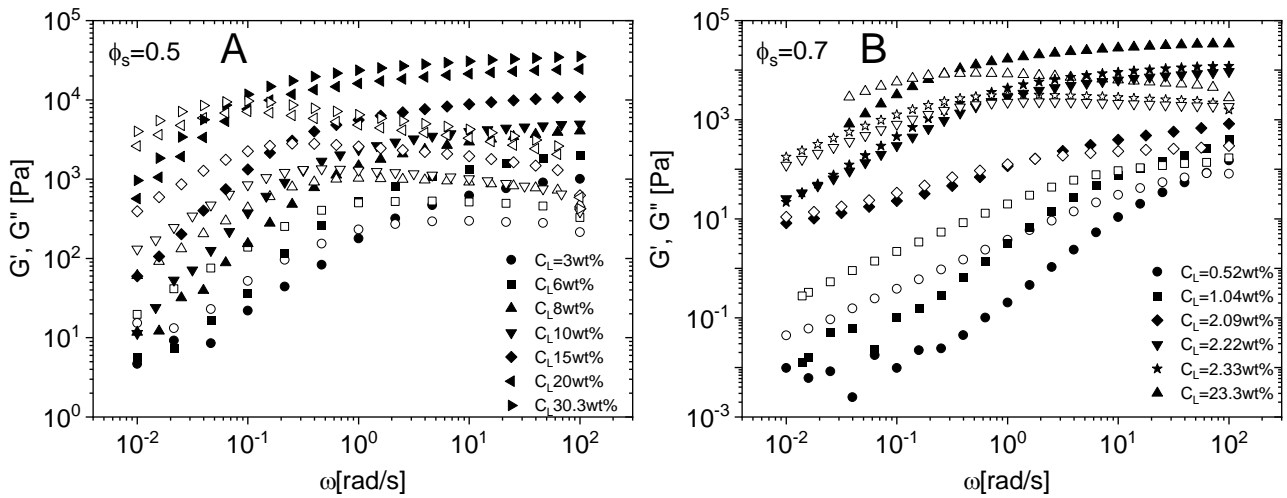 ϕs=0.5
A
10^5
10^4
10^3
10^2
10^1
10^0
G', G'' [Pa]
CL=3wt%
CL6wt%
CL8wt%
CL10wt%
CL15wt%
CL20wt%
CL30.3wt%
10^-2
10^-1
10^0
10^1
10^2
ω[rad/s]
ϕs=0.7
B
10^5
10^3
10^1
10^-1
10^-3
G', G'' [Pa]
CL=0.52wt%
CL=1.04wt%
CL=2.09wt%
CL=2.22wt%
CL=2.33wt%
CL=23.3wt%
10^-2
10^-1
10^0
10^1
10^2
ω[rad/s]